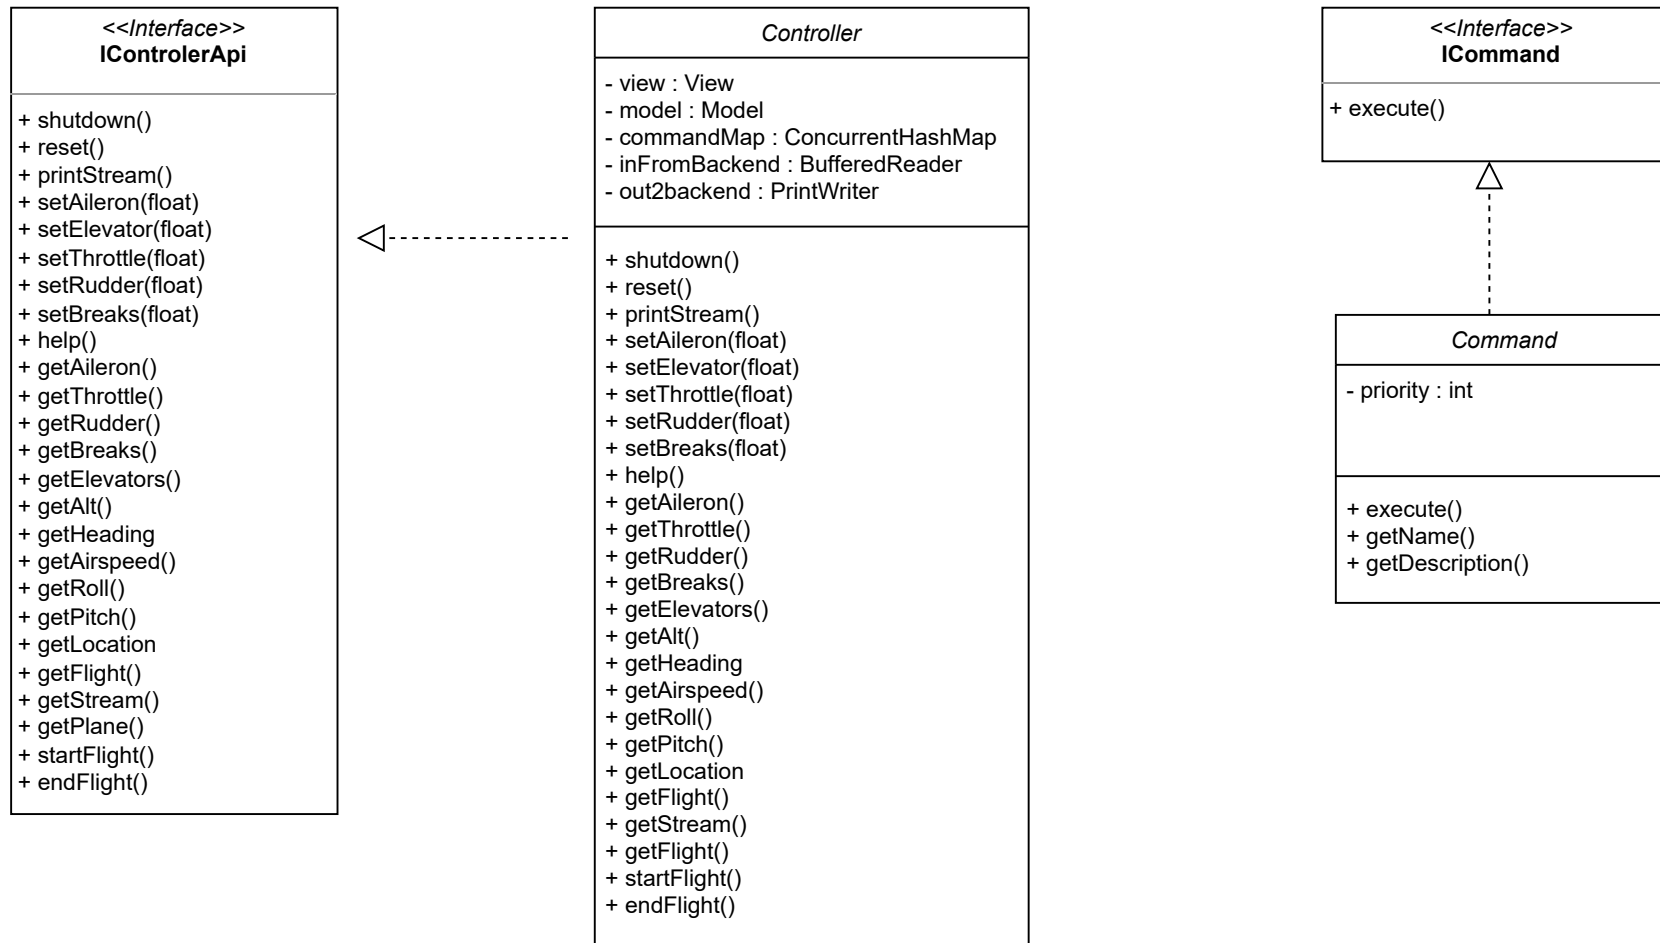 <<Interface>>
IControlerApi
+ shutdown()
+ reset()
+ printStream()
+ setAileron(float)
+ setElevator(float)
+ setThrottle(float)
+ setRudder(float)
+ setBreaks(float)
+ help()
+ getAileron()
+ getThrottle()
+ getRudder()
+ getBreaks()
+ getElevators()
+ getAlt()
+ getHeading
+ getAirspeed()
+ getRoll()
+ getPitch()
+ getLocation
+ getFlight()
+ getStream()
+ getPlane()
+ startFlight()
+ endFlight()
Controller
- view : View
- model : Model
- commandMap : ConcurrentHashMap
- inFromBackend : BufferedReader
- out2backend : PrintWriter
+ shutdown()
+ reset()
+ printStream()
+ setAileron(float)
+ setElevator(float)
+ setThrottle(float)
+ setRudder(float)
+ setBreaks(float)
+ help()
+ getAileron()
+ getThrottle()
+ getRudder()
+ getBreaks()
+ getElevators()
+ getAlt()
+ getHeading
+ getAirspeed()
+ getRoll()
+ getPitch()
+ getLocation
+ getFlight()
+ getStream()
+ getFlight()
+ startFlight()
+ endFlight()
<<Interface>>
ICommand
+ execute()
Command
- priority : int
+ execute()
+ getName()
+ getDescription()